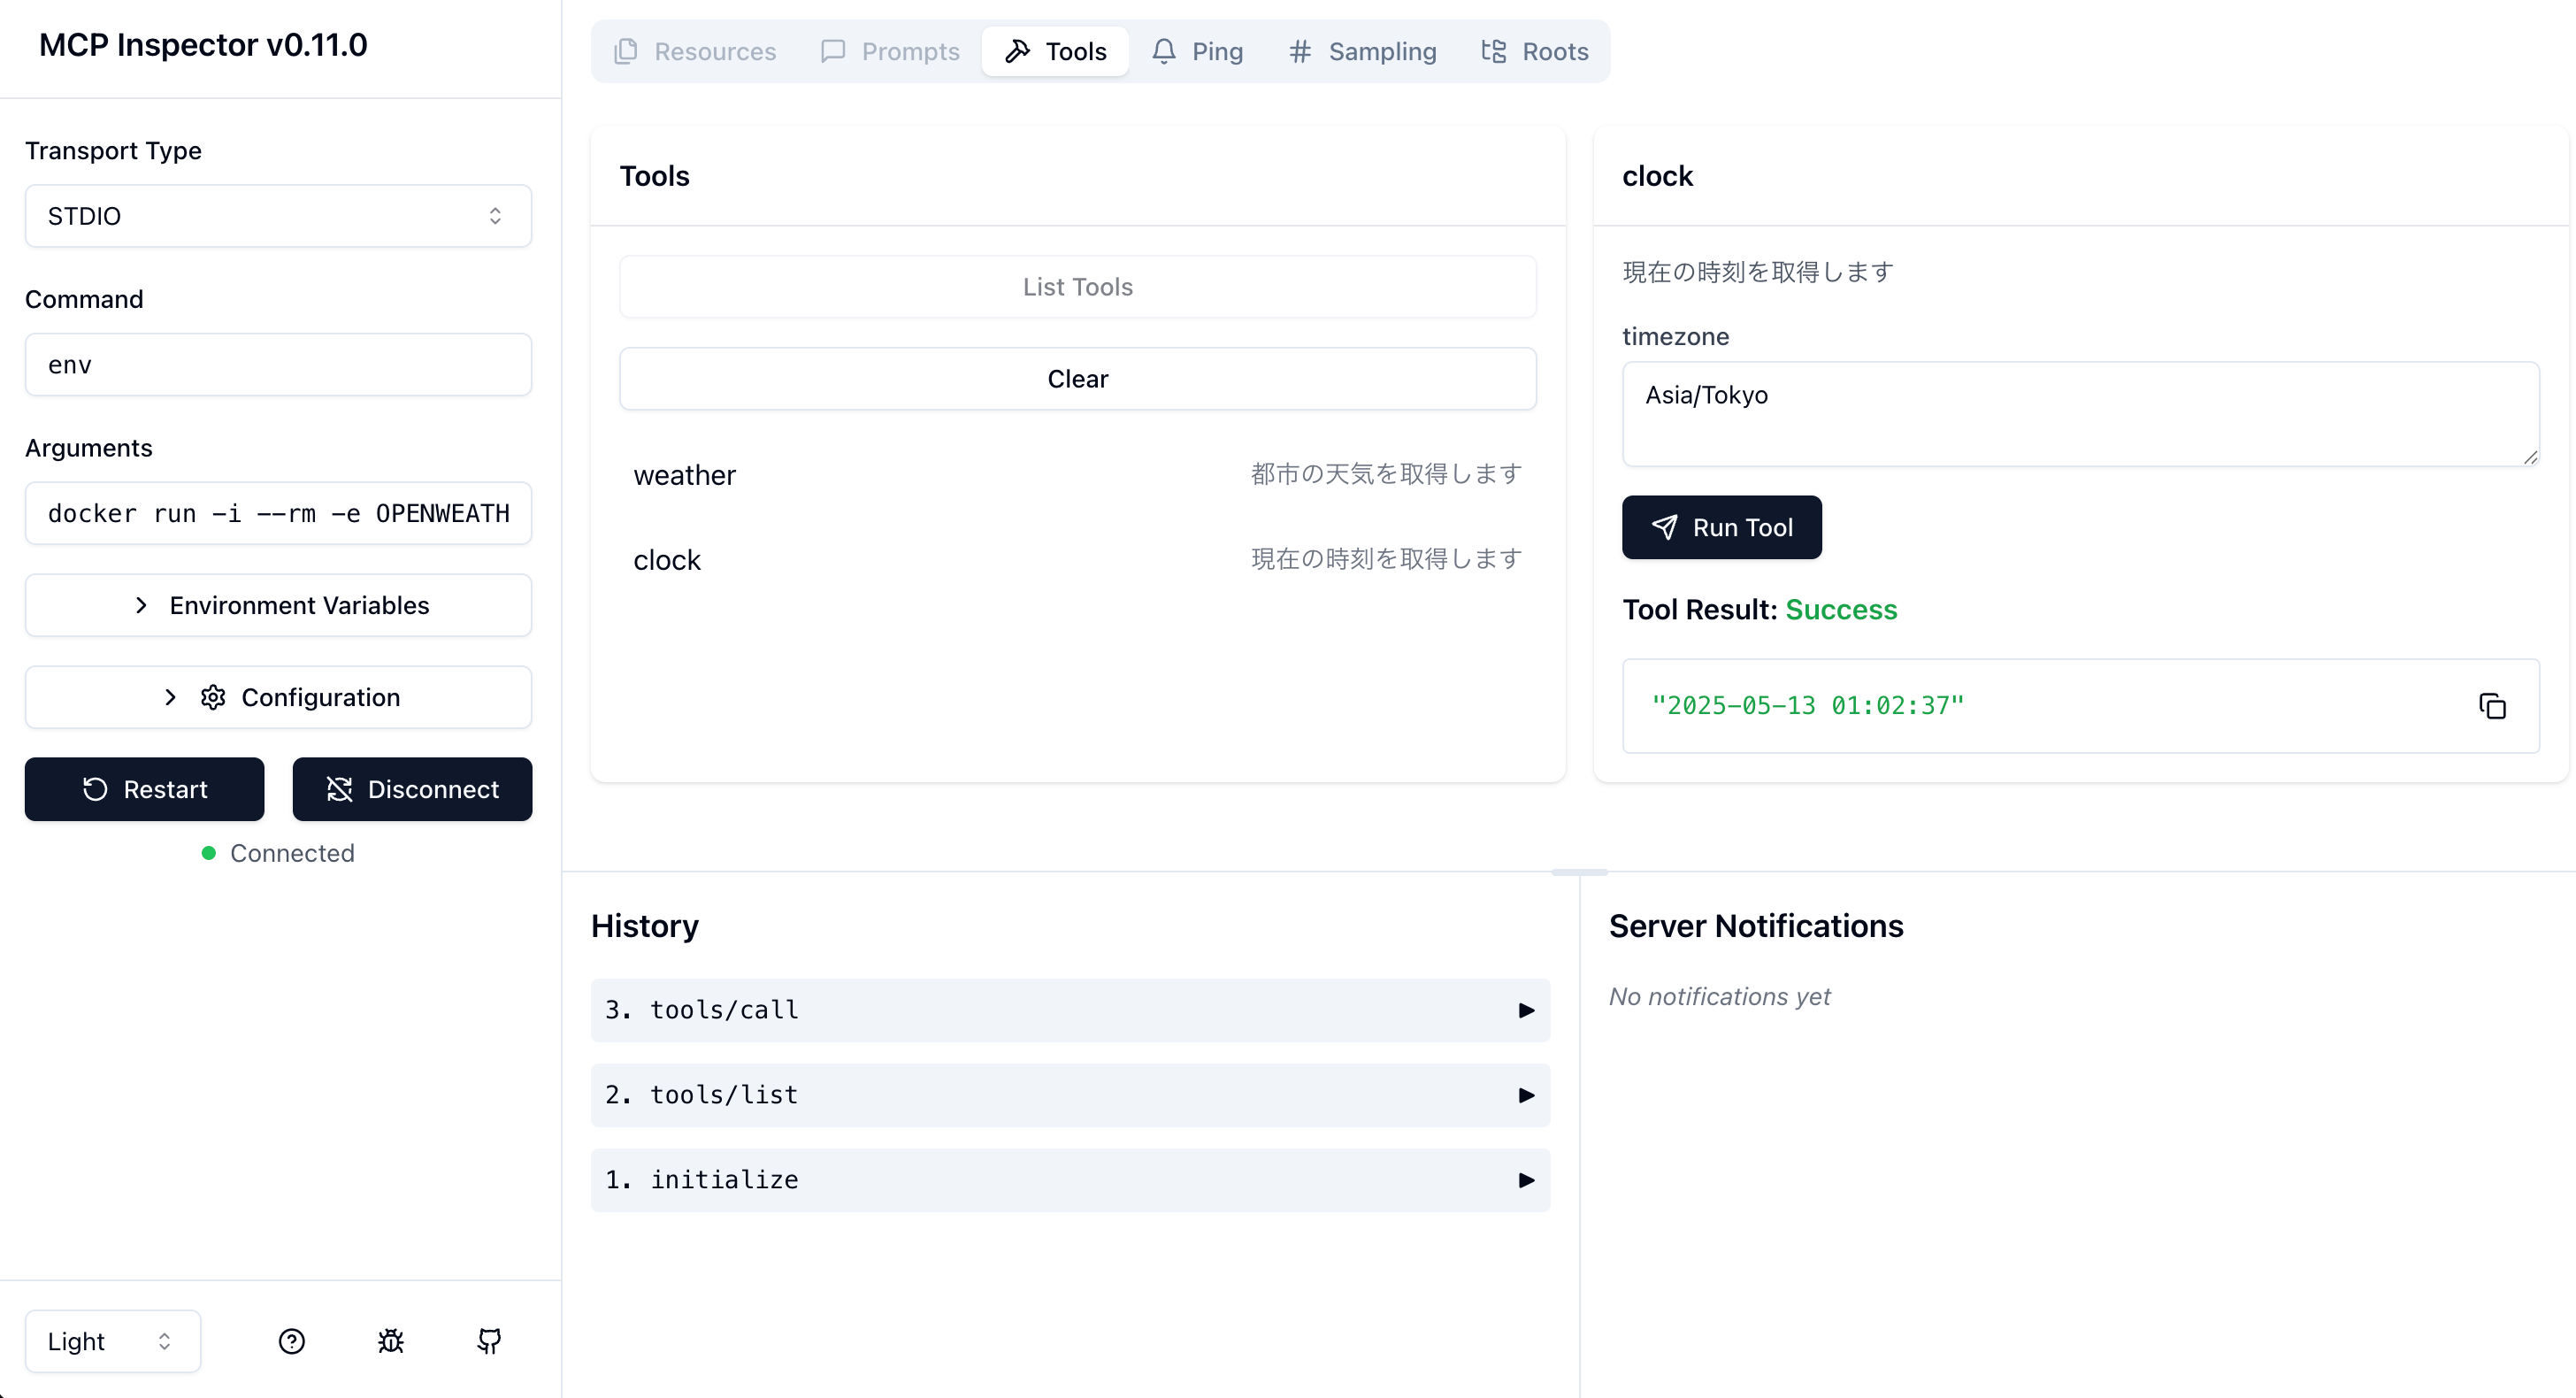 MCP Inspector v0.11.0
Transport Type
STDIO
Command
env
Arguments
docker run -i --rm -e OPENWEATH
Environment Variables
Configuration
Restart
Disconnect
Connected
Light
Resources
Prompts
Tools
Ping
Sampling
Roots
Tools
List Tools
Clear
weather 都市の天気を取得します
clock 現在の時刻を取得します
clock
現在の時刻を取得します
timezone
Asia/Tokyo
Run Tool
Tool Result: Success
"2025-05-13 01:02:37"
History
3. tools/call
2. tools/list
1. initialize
Server Notifications
No notifications yet